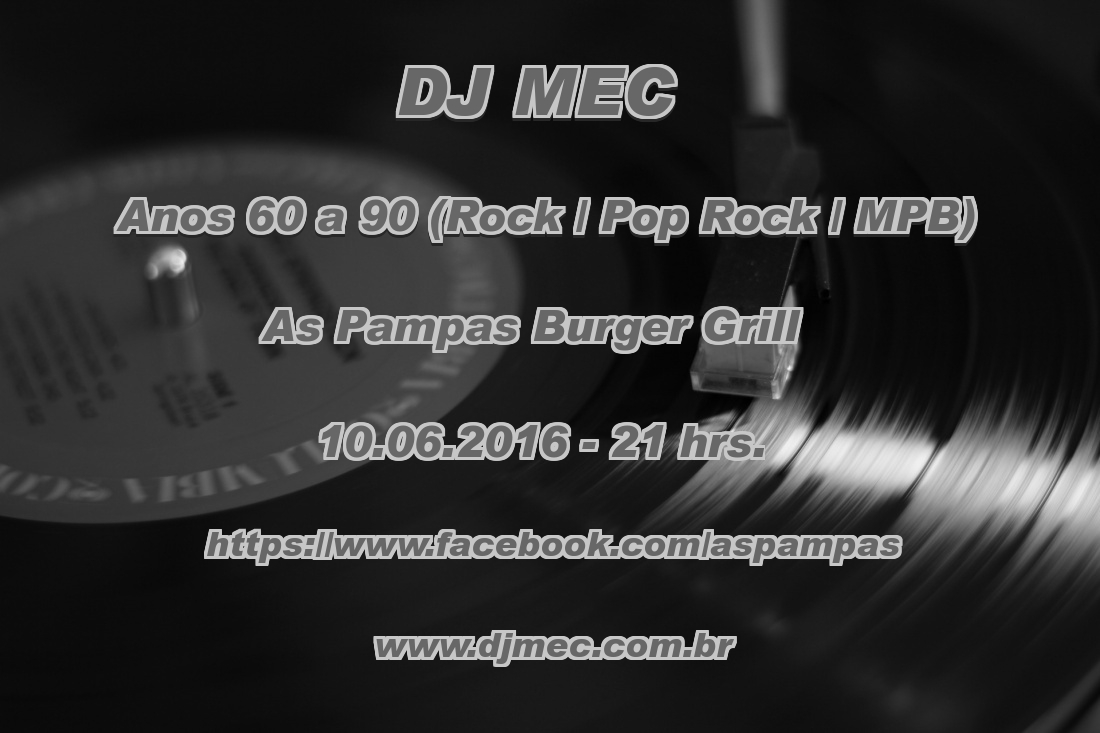 DJ MEC
Anos 60 a 90 (Rock / Pop Rock / MPB)
As Pampas Burger Grill
10.06.2016 - 21 hrs.
https://www.facebook.com/aspampas
www.djmec.com.br